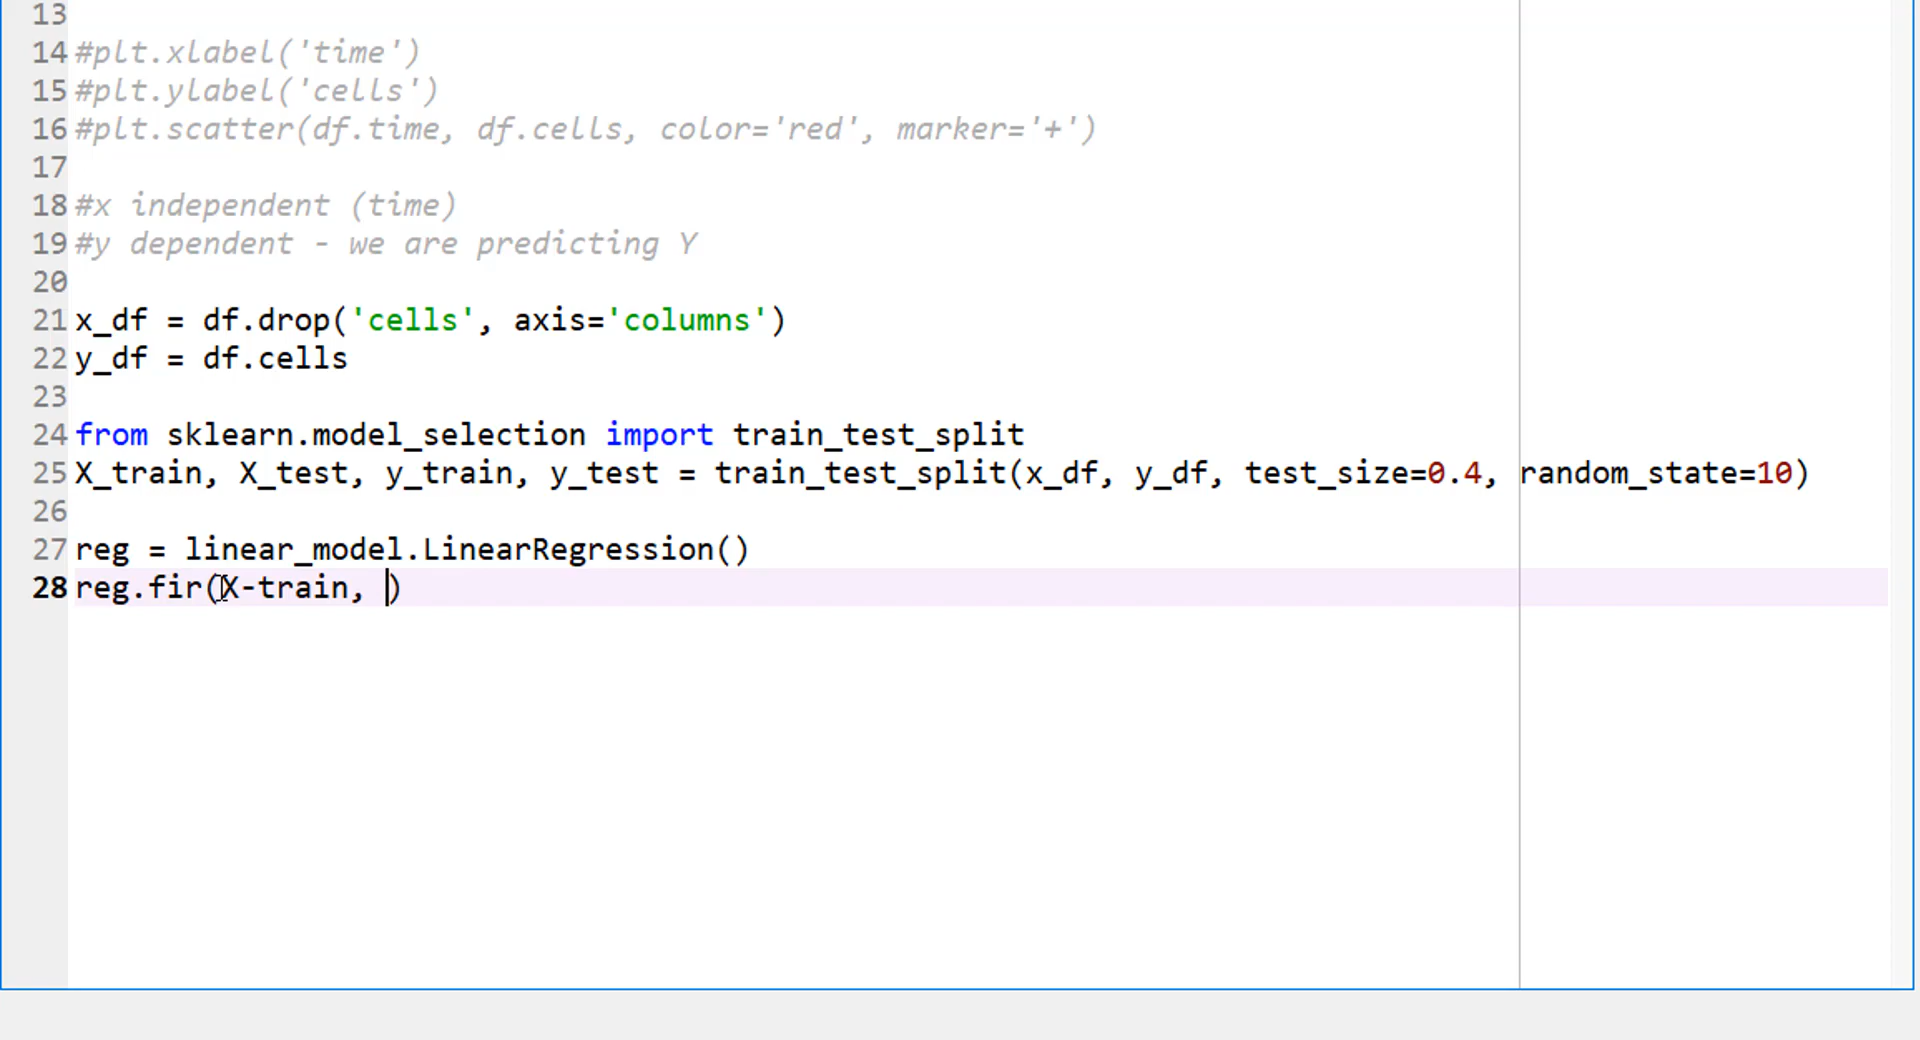 13
14 #plt.xlabel('time')
15 #plt.ylabel('cells')
16 #plt.scatter(df.time, df.cells, color='red', marker='+')
17
18 #x independent (time)
19 #y dependent - we are predicting Y
20
21 x_df = df.drop('cells', axis='columns')
22 y_df = df.cells
23
24 from sklearn.model_selection import train_test_split
25 X_train, X_test, y_train, y_test = train_test_split(x_df, y_df, test_size=0.4, random_state=10)
26
27 reg = linear_model.LinearRegression()
28 reg.fir(X-train, )